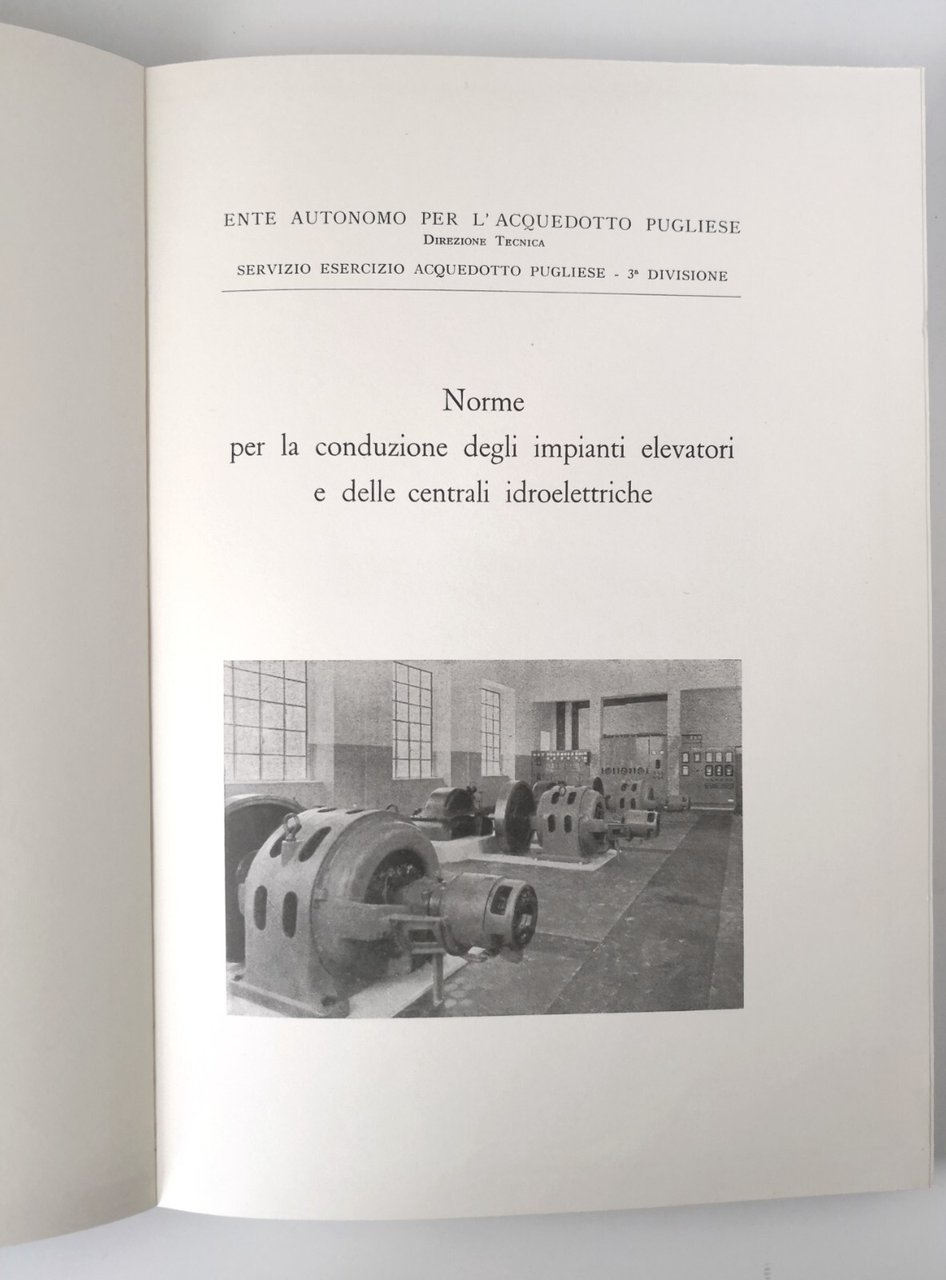 ENTE AUTONOMO PER L'ACQUEDOTTO PUGLIESE
DIREZIONE TECNICA
SERVIZIO ESERCIZIO ACQUEDOTTO PUGLIESE - 3ª DIVISIONE
Norme
per la conduzione degli impianti elevatori
e delle centrali idroelettriche